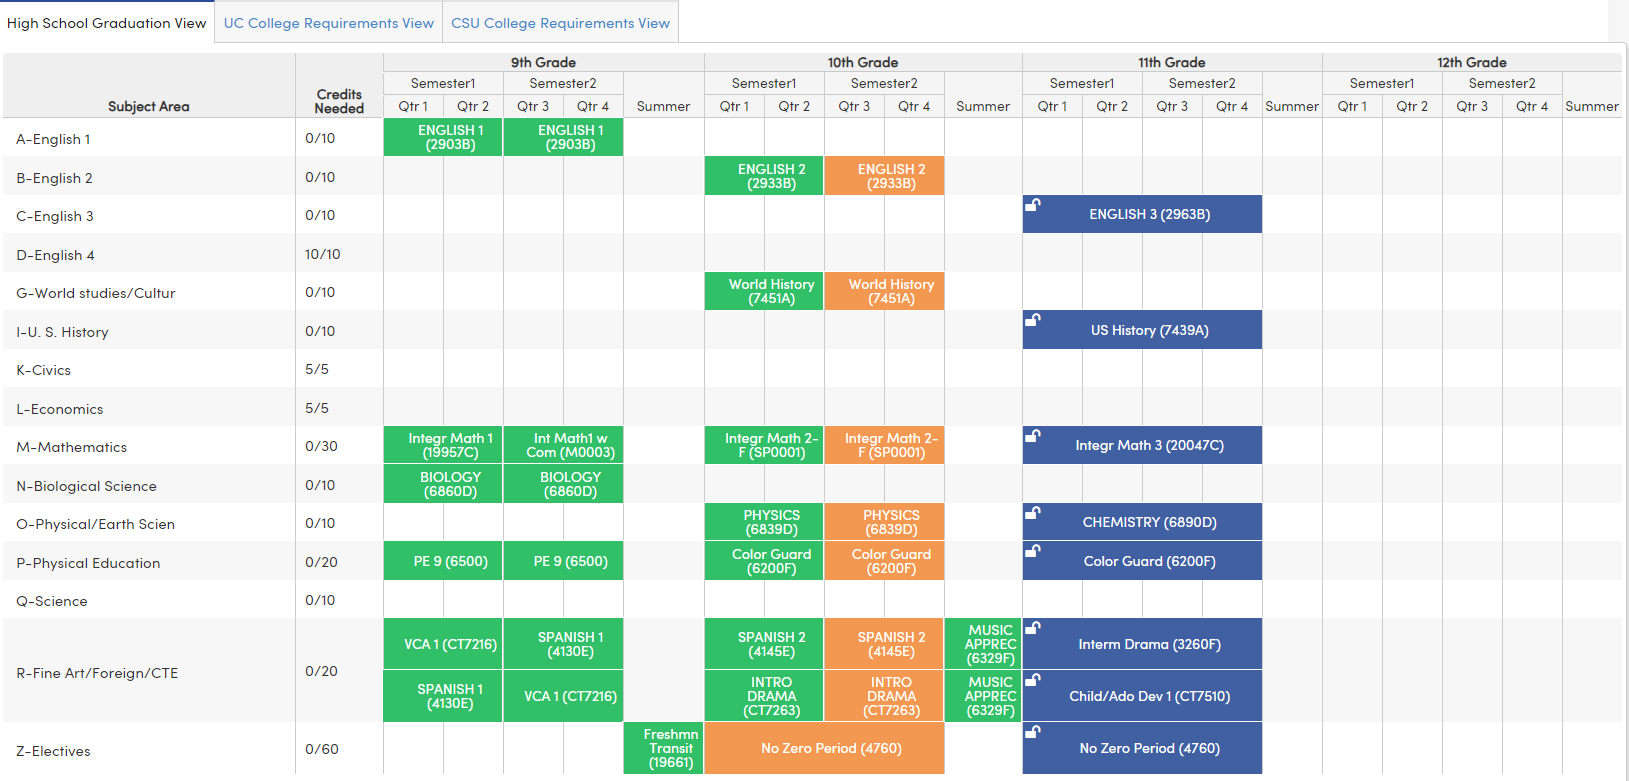 High School Graduation View UC College Requirements View CSU College Requirements View
9th Grade 10th Grade 11th Grade 12th Grade
Semester1 Semester2 Semester1 Semester2 Semester1 Semester2 Semester1 Semester2
Subject Area Credits Needed Qtr 1 Qtr 2 Qtr 3 Qtr 4 Summer Qtr 1 Qtr 2 Qtr 3 Qtr 4 Summer Qtr 1 Qtr 2 Qtr 3 Qtr 4 Summer Qtr 1 Qtr 2 Qtr 3 Qtr 4 Summer
A-English 1 0/10 ENGLISH 1 (2903B) ENGLISH 1 (2903B)
B-English 2 0/10 ENGLISH 2 (2933B) ENGLISH 2 (2933B)
C-English 3 0/10 ENGLISH 3 (2963B)
D-English 4 10/10
G-World studies/Cultur 0/10 World History (7451A) World History (7451A)
I-U. S. History 0/10 US History (7439A)
K-Civics 5/5
L-Economics 5/5
M-Mathematics 0/30 Integr Math 1 (19957C) Int Math1 w Com (M0003) Integr Math 2-F (SP0001) Integr Math 2-F (SP0001) Integr Math 3 (20047C)
N-Biological Science 0/10 BIOLOGY (6860D) BIOLOGY (6860D)
O-Physical/Earth Scien 0/10 PHYSICS (6839D) PHYSICS (6839D) CHEMISTRY (6890D)
P-Physical Education 0/20 PE 9 (6500) PE 9 (6500) Color Guard (6200F) Color Guard (6200F) Color Guard (6200F)
Q-Science 0/10
R-Fine Art/Foreign/CTE 0/20 VCA 1 (CT7216) SPANISH 1 (4130E) SPANISH 2 (4145E) SPANISH 2 (4145E) MUSIC APPREC (6329F) Interm Drama (3260F)
SPANISH 1 (4130E) VCA 1 (CT7216) INTRO DRAMA (CT7263) INTRO DRAMA (CT7263) MUSIC APPREC (6329F) Child/Ado Dev 1 (CT7510)
Z-Electives 0/60 Freshmn Transit (19661) No Zero Period (4760) No Zero Period (4760)